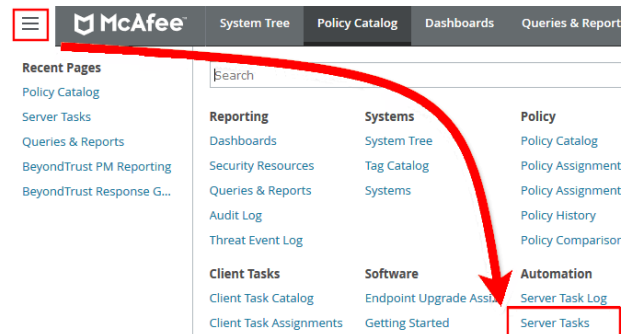 McAfee™ System Tree Policy Catalog Dashboards Queries & Report
Recent Pages
Policy Catalog
Server Tasks
Queries & Reports
BeyondTrust PM Reporting
BeyondTrust Response G...
Search
Reporting
Dashboards
Security Resources
Queries & Reports
Audit Log
Threat Event Log
Systems
System Tree
Tag Catalog
Systems
Policy
Policy Catalog
Policy Assignment
Policy Assignment
Policy History
Policy Comparison
Client Tasks
Client Task Catalog
Client Task Assignments
Software
Endpoint Upgrade Assi...
Getting Started
Automation
Server Task Log
Server Tasks